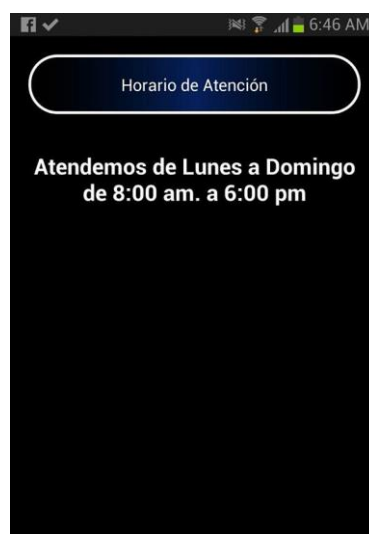 6:46 AM
Horario de Atención
Atendemos de Lunes a Domingo
de 8:00 am. a 6:00 pm